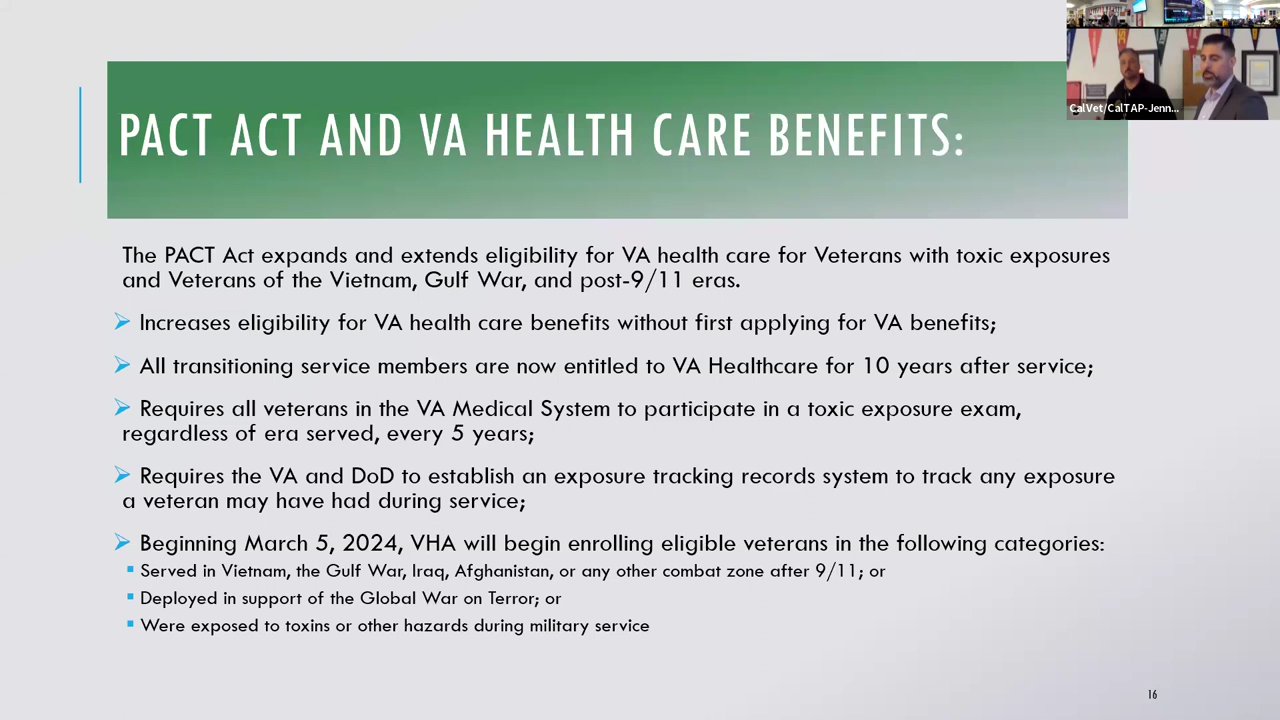 CalVet/CalTAP-Jenn...
PACT ACT AND VA HEALTH CARE BENEFITS:
The PACT Act expands and extends eligibility for VA health care for Veterans with toxic exposures
and Veterans of the Vietnam, Gulf War, and post-9/11 eras.
Increases eligibility for VA health care benefits without first applying for VA benefits;
All transitioning service members are now entitled to VA Healthcare for 10 years after service;
Requires all veterans in the VA Medical System to participate in a toxic exposure exam,
regardless of era served, every 5 years;
Requires the VA and DoD to establish an exposure tracking records system to track any exposure
a veteran may have had during service;
Beginning March 5, 2024, VHA will begin enrolling eligible veterans in the following categories:
Served in Vietnam, the Gulf War, Iraq, Afghanistan, or any other combat zone after 9/11; or
Deployed in support of the Global War on Terror; or
Were exposed to toxins or other hazards during military service
16